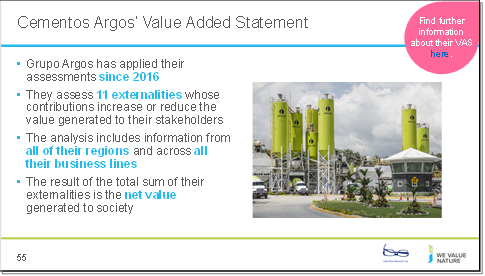 Cementos Argos' Value Added Statement
Find further
information
about their VAS
here.
• Grupo Argos has applied their
assessments since 2016
• They assess 11 externalities whose
contributions increase or reduce the
value generated to their stakeholders
• The analysis includes information from
all of their regions and across all
their business lines
• The result of the total sum of their
externalities is the net value
generated to society
55
WE VALUE
NATURE